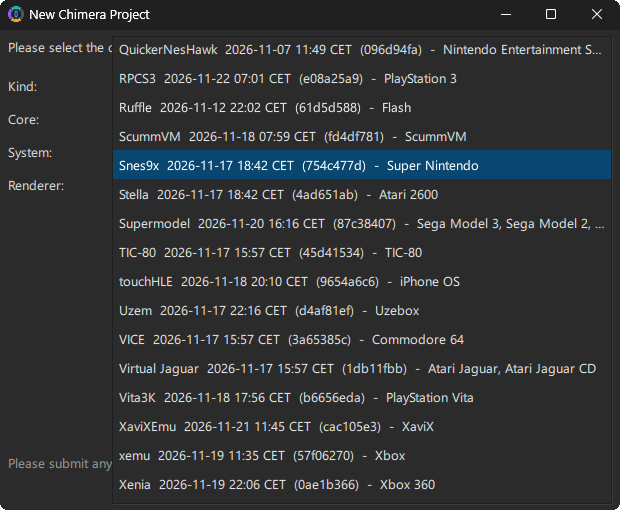 New Chimera Project
Please select the c
QuickerNesHawk 2026-11-07 11:49 CET (096d94fa) - Nintendo Entertainment S...
RPCS3 2026-11-22 07:01 CET (e08a25a9) - PlayStation 3
Kind:
Ruffle 2026-11-12 22:02 CET (61d5d588) - Flash
Core:
ScummVM 2026-11-18 07:59 CET (fd4df781) - ScummVM
System:
Snes9x 2026-11-17 18:42 CET (754c477d) - Super Nintendo
Renderer:
Stella 2026-11-17 18:42 CET (4ad651ab) - Atari 2600
Supermodel 2026-11-20 16:16 CET (87c38407) - Sega Model 3, Sega Model 2, ...
TIC-80 2026-11-17 15:57 CET (45d41534) - TIC-80
touchHLE 2026-11-18 20:10 CET (9654a6c6) - iPhone OS
Uzem 2026-11-17 22:16 CET (d4af81ef) - Uzebox
VICE 2026-11-17 15:57 CET (3a65385c) - Commodore 64
Virtual Jaguar 2026-11-17 15:57 CET (1db11fbb) - Atari Jaguar, Atari Jaguar CD
Vita3K 2026-11-18 17:56 CET (b6656eda) - PlayStation Vita
XaviXEmu 2026-11-21 11:45 CET (cac105e3) - XaviX
Please submit any
xemu 2026-11-19 11:35 CET (57f06270) - Xbox
Xenia 2026-11-19 22:06 CET (0ae1b366) - Xbox 360